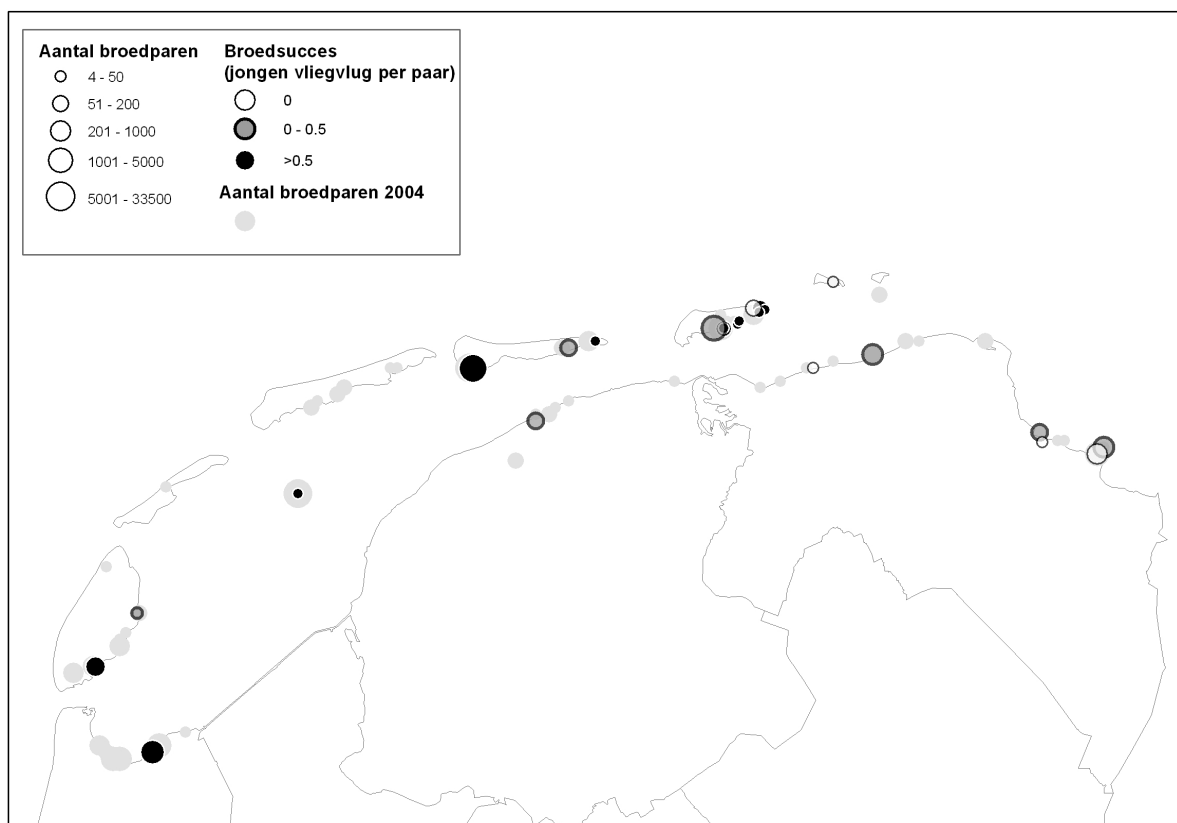 Aantal broedparen
4 - 50
51 - 200
201 - 1000
1001 - 5000
5001 - 33500
Broedsucces
(jongen vliegvlug per paar)
0
0 - 0.5
>0.5
Aantal broedparen 2004